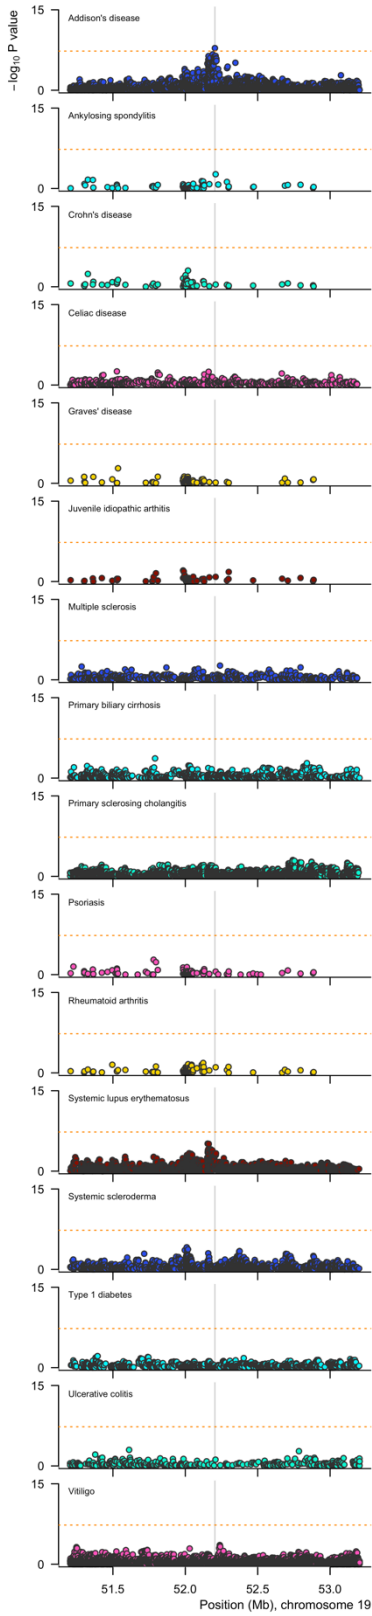 − log₁₀ P value
15
Addison's disease
0
15
Ankylosing spondylitis
0
15
Crohn's disease
0
15
Celiac disease
0
15
Graves' disease
0
15
Juvenile idiopathic arthitis
0
15
Multiple sclerosis
0
15
Primary biliary cirrhosis
0
15
Primary sclerosing cholangitis
0
15
Psoriasis
0
15
Rheumatoid arthritis
0
15
Systemic lupus erythematosus
0
15
Systemic scleroderma
0
15
Type 1 diabetes
0
15
Ulcerative colitis
0
15
Vitiligo
0
51.5 52.0 52.5 53.0
Position (Mb), chromosome 19